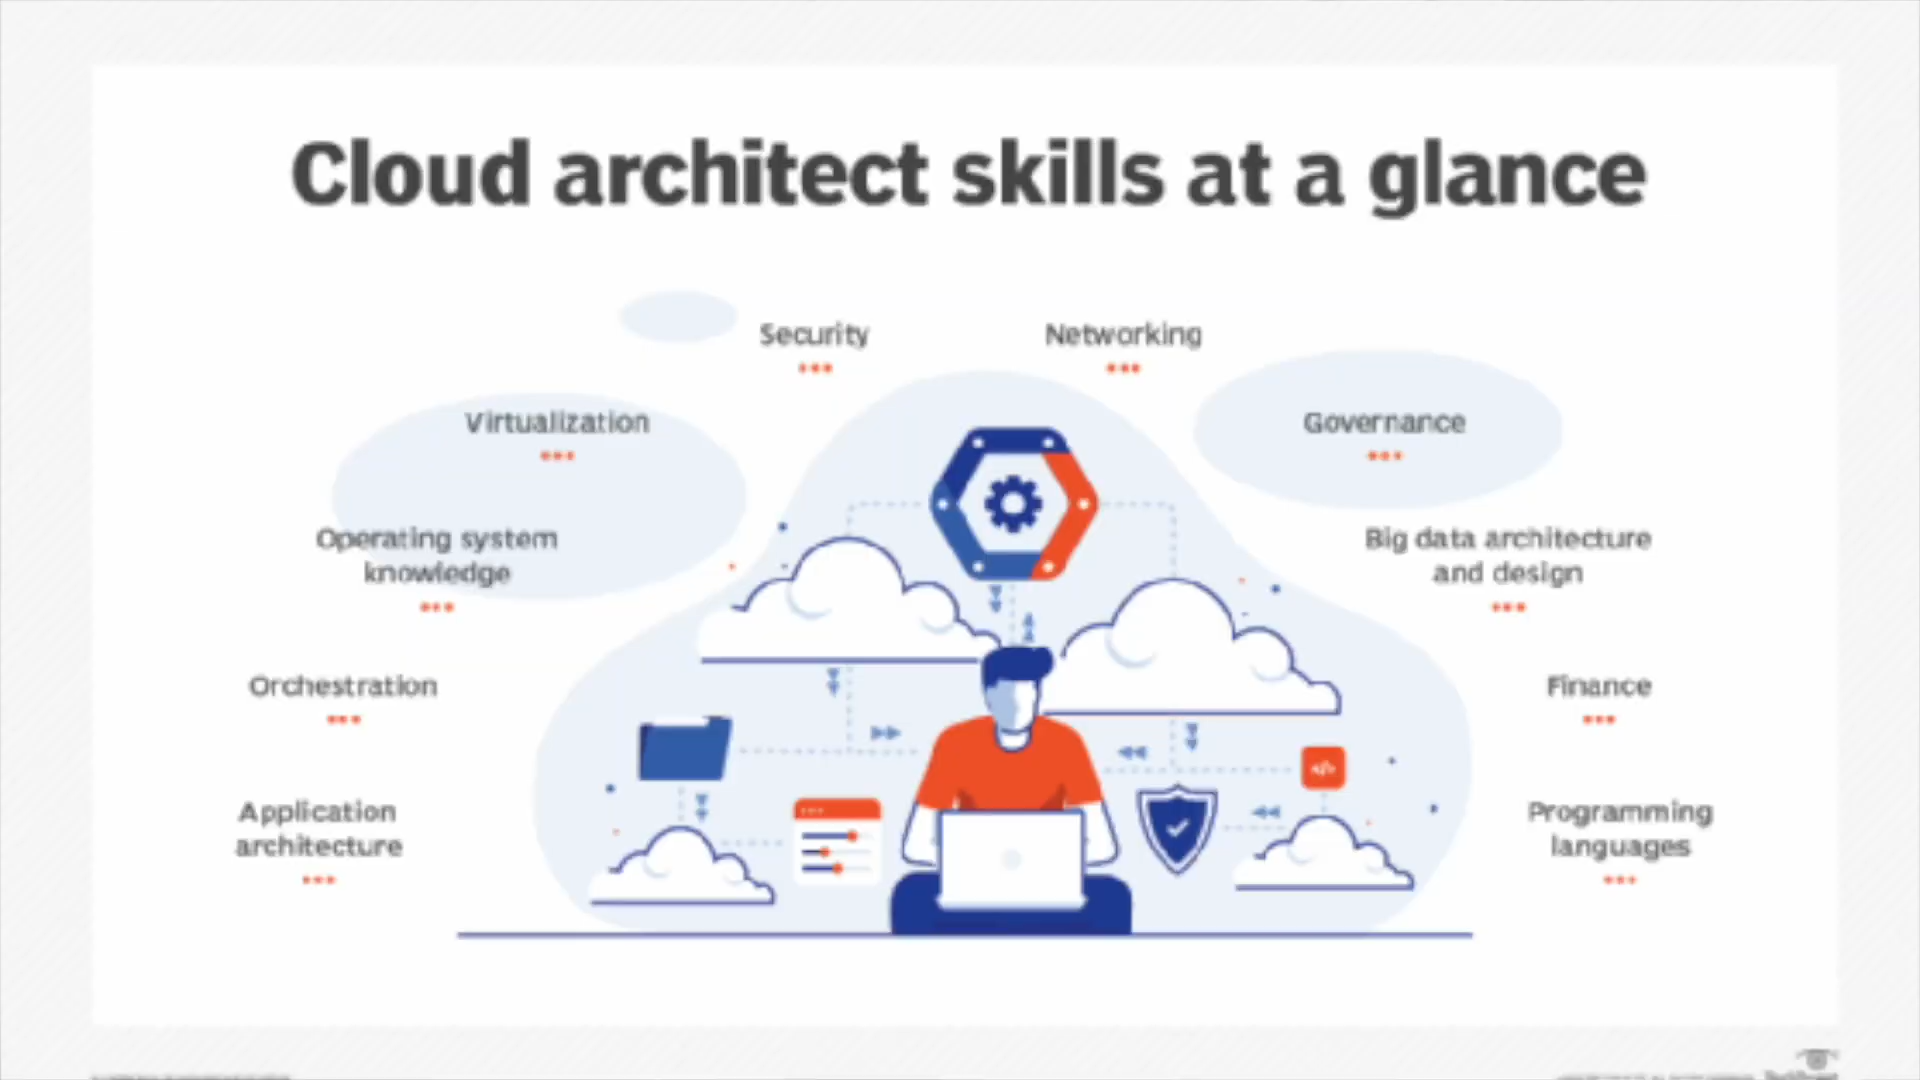 Cloud architect skills at a glance
Security
Networking
Virtualization
Governance
Operating system
knowledge
Big data architecture
and design
Orchestration
Finance
Application
architecture
Programming
languages
</>